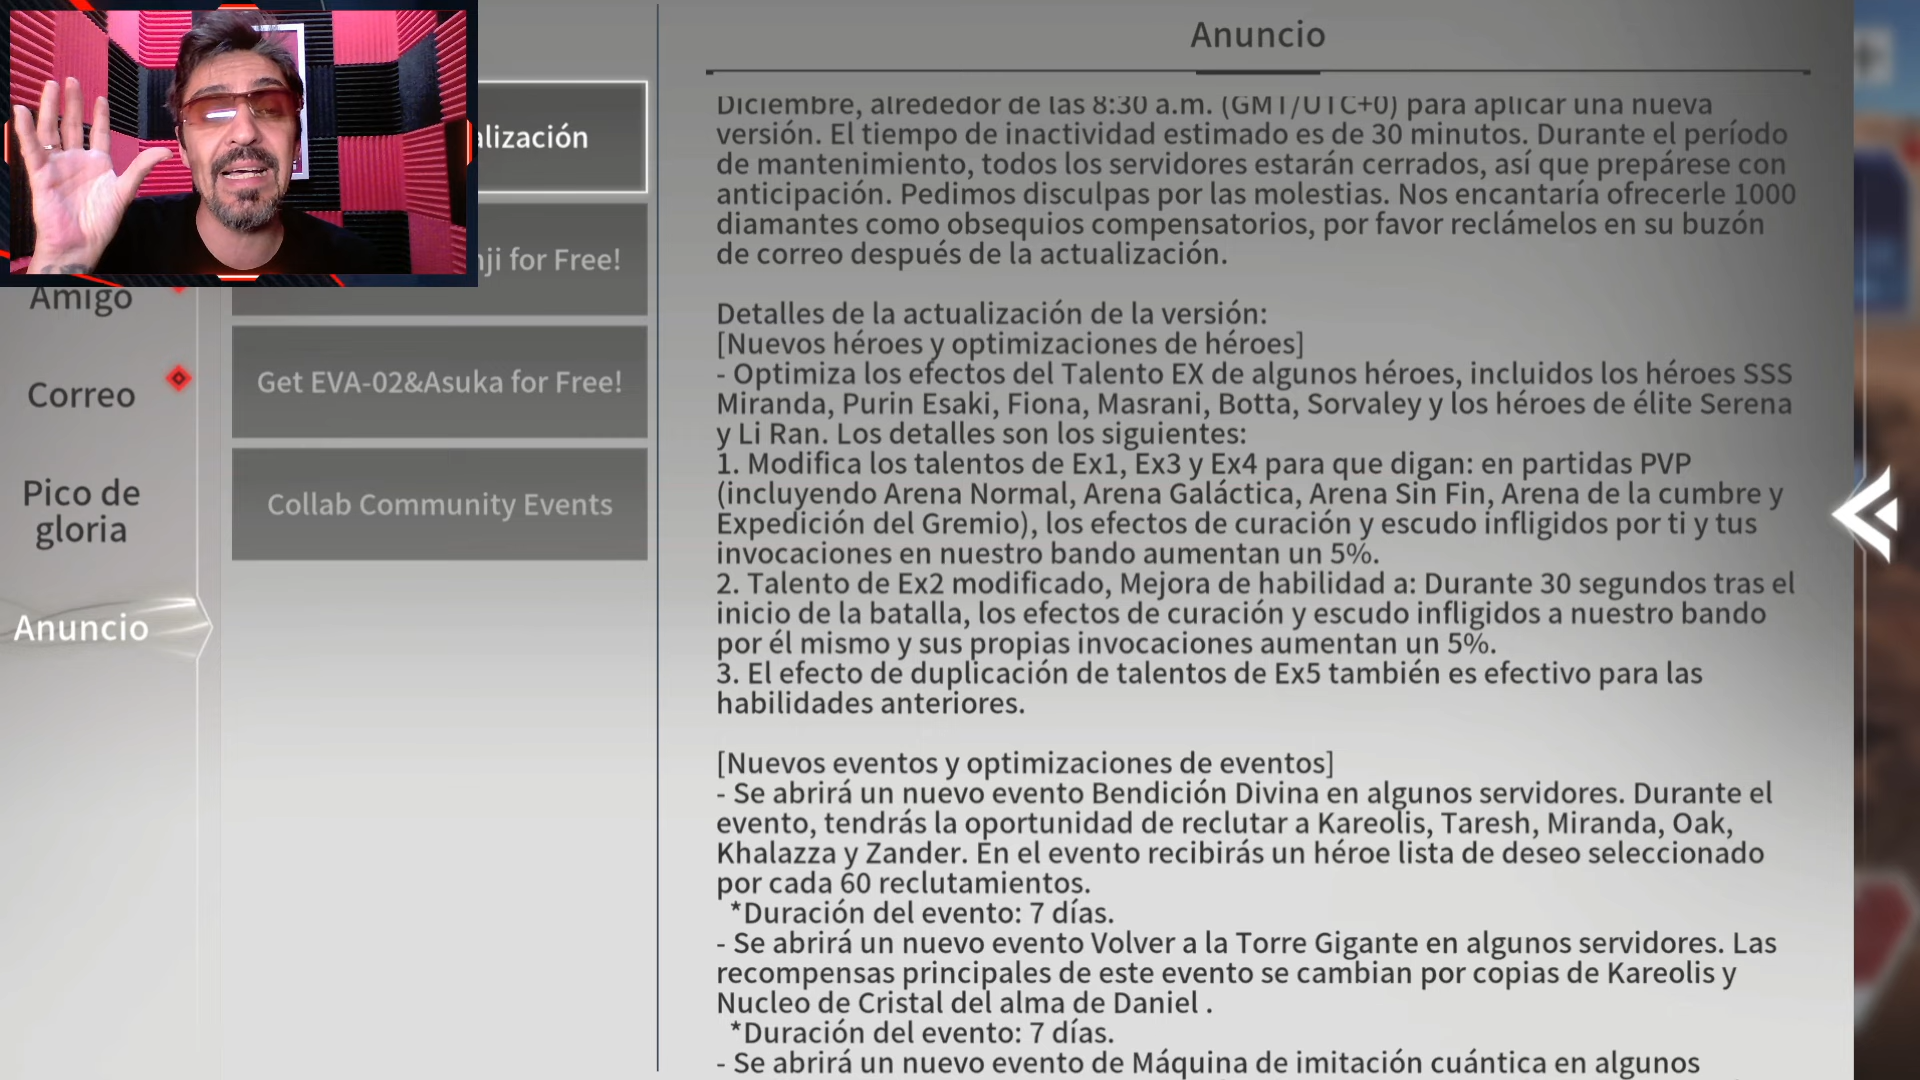 Anuncio
alización
nji for Free!
Get EVA-02&Asuka for Free!
Collab Community Events
Amigo
Correo
Pico de
gloria
Anuncio
Diciembre, alrededor de las 8:30 a.m. (GMT/UTC+0) para aplicar una nueva
versión. El tiempo de inactividad estimado es de 30 minutos. Durante el período
de mantenimiento, todos los servidores estarán cerrados, así que prepárese con
anticipación. Pedimos disculpas por las molestias. Nos encantaría ofrecerle 1000
diamantes como obsequios compensatorios, por favor reclámelos en su buzón
de correo después de la actualización.
Detalles de la actualización de la versión:
[Nuevos héroes y optimizaciones de héroes]
- Optimiza los efectos del Talento EX de algunos héroes, incluidos los héroes SSS
Miranda, Purin Esaki, Fiona, Masrani, Botta, Sorvaley y los héroes de élite Serena
y Li Ran. Los detalles son los siguientes:
1. Modifica los talentos de Ex1, Ex3 y Ex4 para que digan: en partidas PVP
(incluyendo Arena Normal, Arena Galáctica, Arena Sin Fin, Arena de la cumbre y
Expedición del Gremio), los efectos de curación y escudo infligidos por ti y tus
invocaciones en nuestro bando aumentan un 5%.
2. Talento de Ex2 modificado, Mejora de habilidad a: Durante 30 segundos tras el
inicio de la batalla, los efectos de curación y escudo infligidos a nuestro bando
por él mismo y sus propias invocaciones aumentan un 5%.
3. El efecto de duplicación de talentos de Ex5 también es efectivo para las
habilidades anteriores.
[Nuevos eventos y optimizaciones de eventos]
- Se abrirá un nuevo evento Bendición Divina en algunos servidores. Durante el
evento, tendrás la oportunidad de reclutar a Kareolis, Taresh, Miranda, Oak,
Khalazza y Zander. En el evento recibirás un héroe lista de deseo seleccionado
por cada 60 reclutamientos.
*Duración del evento: 7 días.
- Se abrirá un nuevo evento Volver a la Torre Gigante en algunos servidores. Las
recompensas principales de este evento se cambian por copias de Kareolis y
Nucleo de Cristal del alma de Daniel .
*Duración del evento: 7 días.
- Se abrirá un nuevo evento de Máquina de imitación cuántica en algunos